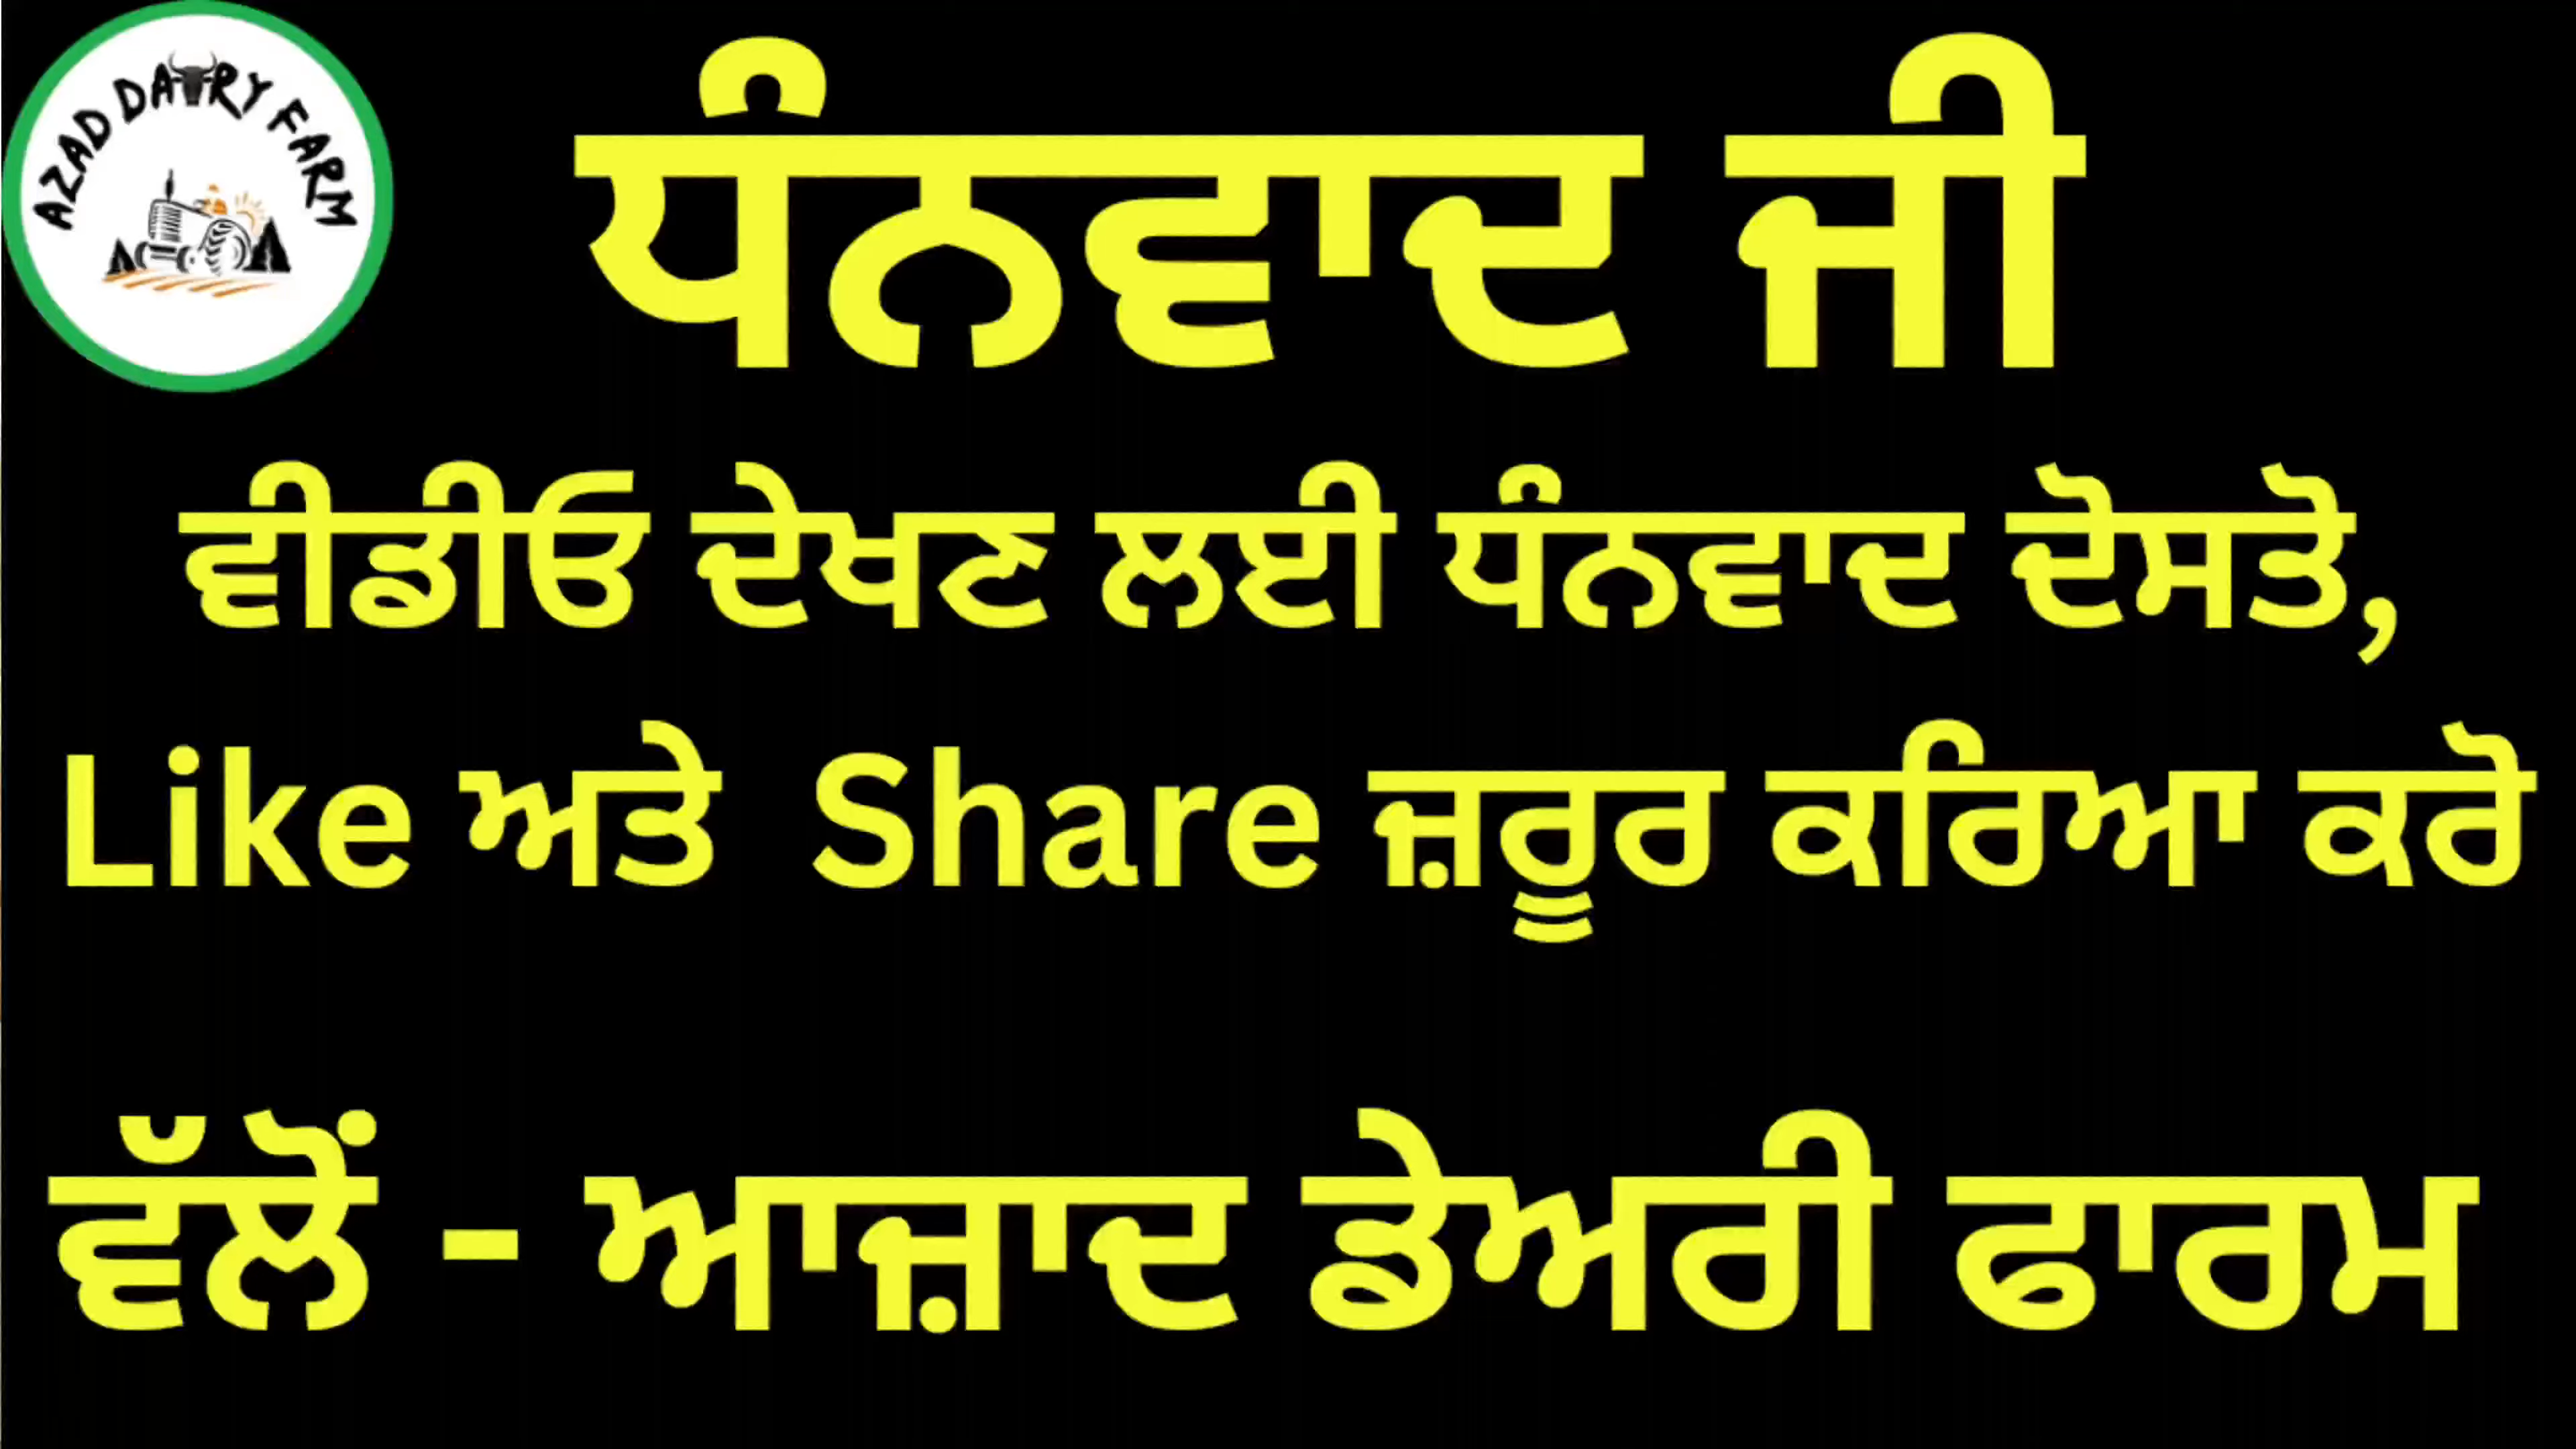 AZAD DAIRY FARM
ਧੰਨਵਾਦ ਜੀ
ਵੀਡੀਓ ਦੇਖਣ ਲਈ ਧੰਨਵਾਦ ਦੋਸਤੋ,
Like ਅਤੇ Share ਜ਼ਰੂਰ ਕਰਿਆ ਕਰੋ
ਵੱਲੋਂ - ਆਜ਼ਾਦ ਡੇਅਰੀ ਫਾਰਮ